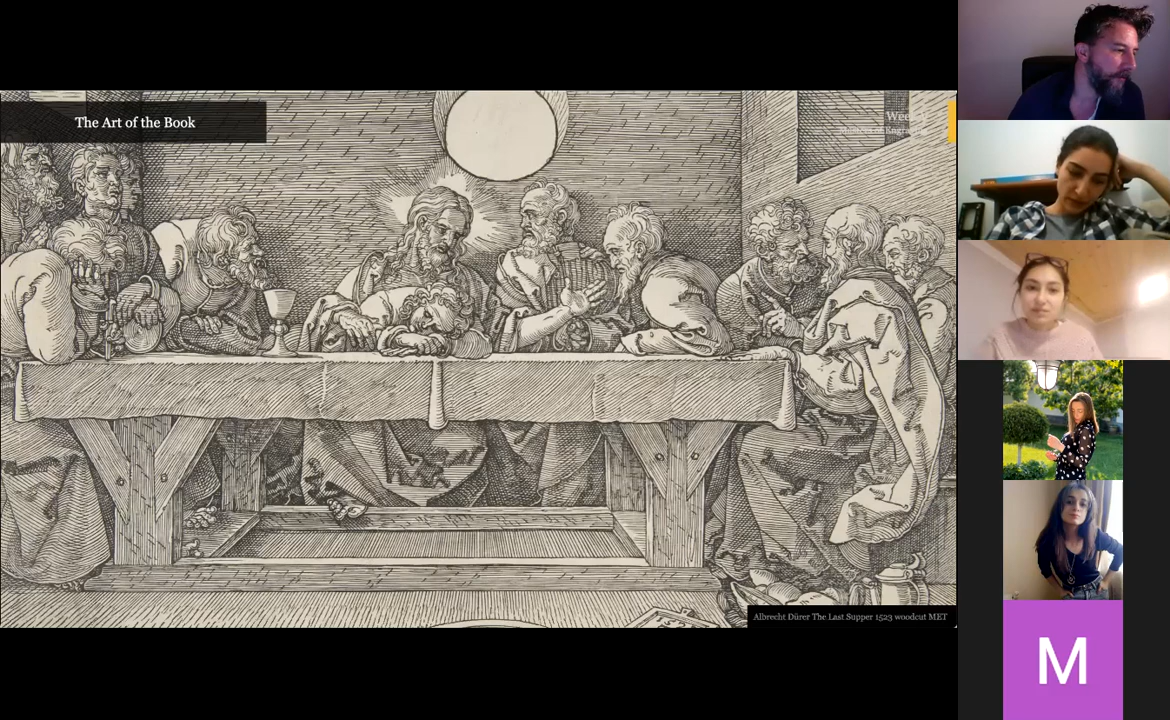 The Art of the Book
Albrecht Dürer The Last Supper 1523 woodcut MET
M